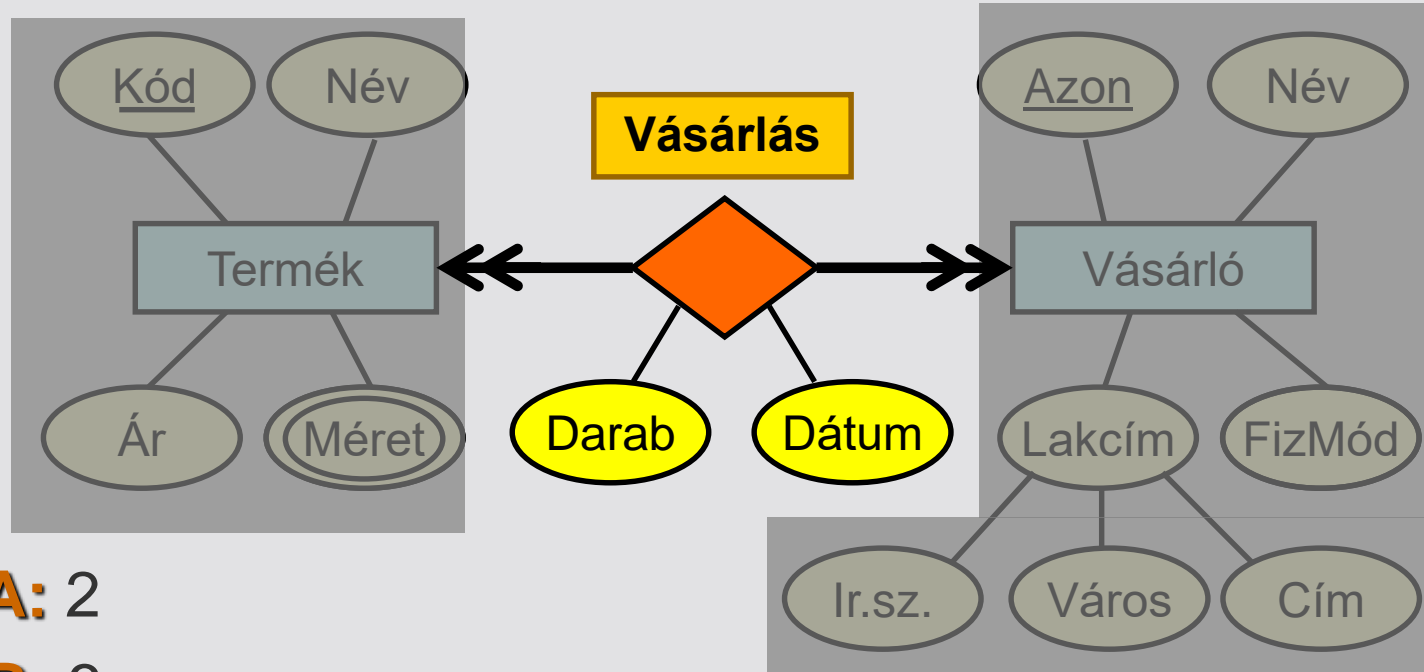 Kód
Név
Azon
Név
Vásárlás
Termék
Vásárló
Ár
Méret
Darab
Dátum
Lakcím
FizMód
A: 2
Ir.sz.
Város
Cím